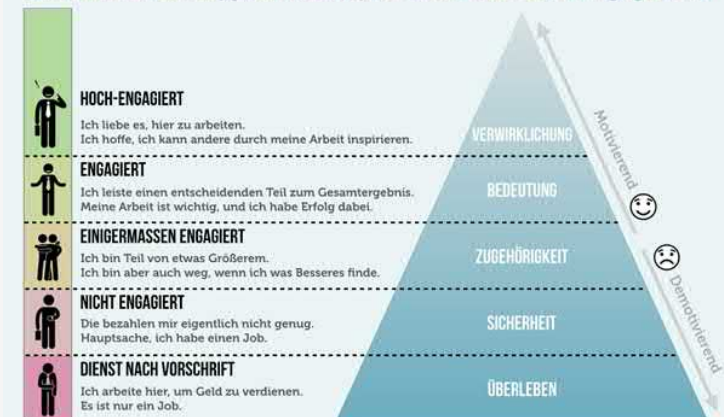 HOCH-ENGAGIERT
Ich liebe es, hier zu arbeiten.
Ich hoffe, ich kann andere durch meine Arbeit inspirieren.
VERWIRKLICHUNG
ENGAGIERT
Ich leiste einen entscheidenden Teil zum Gesamtergebnis.
Meine Arbeit ist wichtig, und ich habe Erfolg dabei.
BEDEUTUNG
EINIGERMASSEN ENGAGIERT
Ich bin Teil von etwas Größerem.
Ich bin aber auch weg, wenn ich was Besseres finde.
ZUGEHÖRIGKEIT
NICHT ENGAGIERT
Die bezahlen mir eigentlich nicht genug.
Hauptsache, ich habe einen Job.
SICHERHEIT
DIENST NACH VORSCHRIFT
Ich arbeite hier, um Geld zu verdienen.
Es ist nur ein Job.
ÜBERLEBEN
Motivierend
Demotivierend